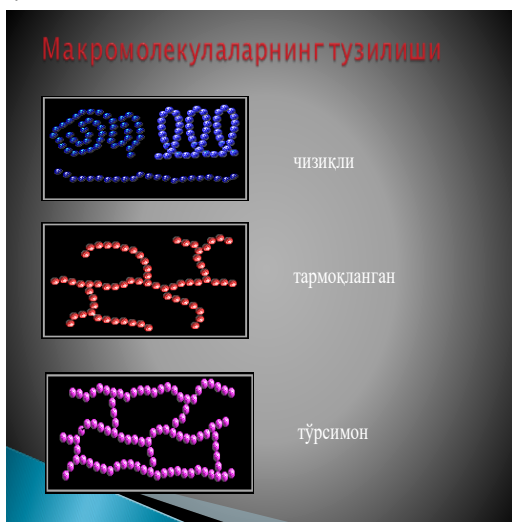 Макромолекулаларнинг тузилиши
чизиқли
тармоқланган
тўрсимон